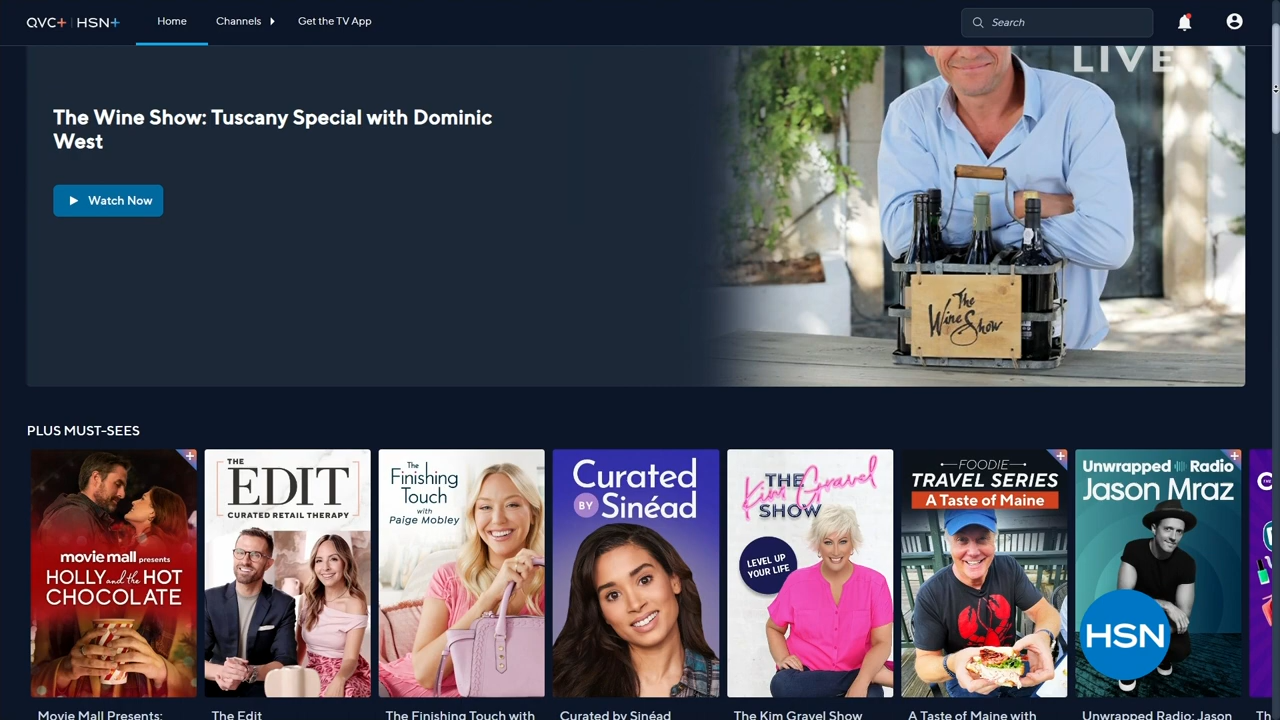 QVC+ | HSN+
Home
Channels
Get the TV App
Search
LIVE
The Wine Show: Tuscany Special with Dominic
West
Watch Now
The
Wine Show
PLUS MUST-SEES
movie mall presents
HOLLY and the HOT
CHOCOLATE
THE
EDIT
CURATED RETAIL THERAPY
The
Finishing
Touch
with
Paige Mobley
Curated
BY Sinéad
THE
Kim Gravel
SHOW
LEVEL UP
YOUR LIFE
FOODIE
TRAVEL SERIES
A Taste of Maine
Unwrapped Radio
Jason Mraz
HSN
Movie Mall Presents:
The Edit
The Finishing Touch with
Curated by Sinéad
The Kim Gravel Show
A Taste of Maine with
Unwrapped Radio: Jason